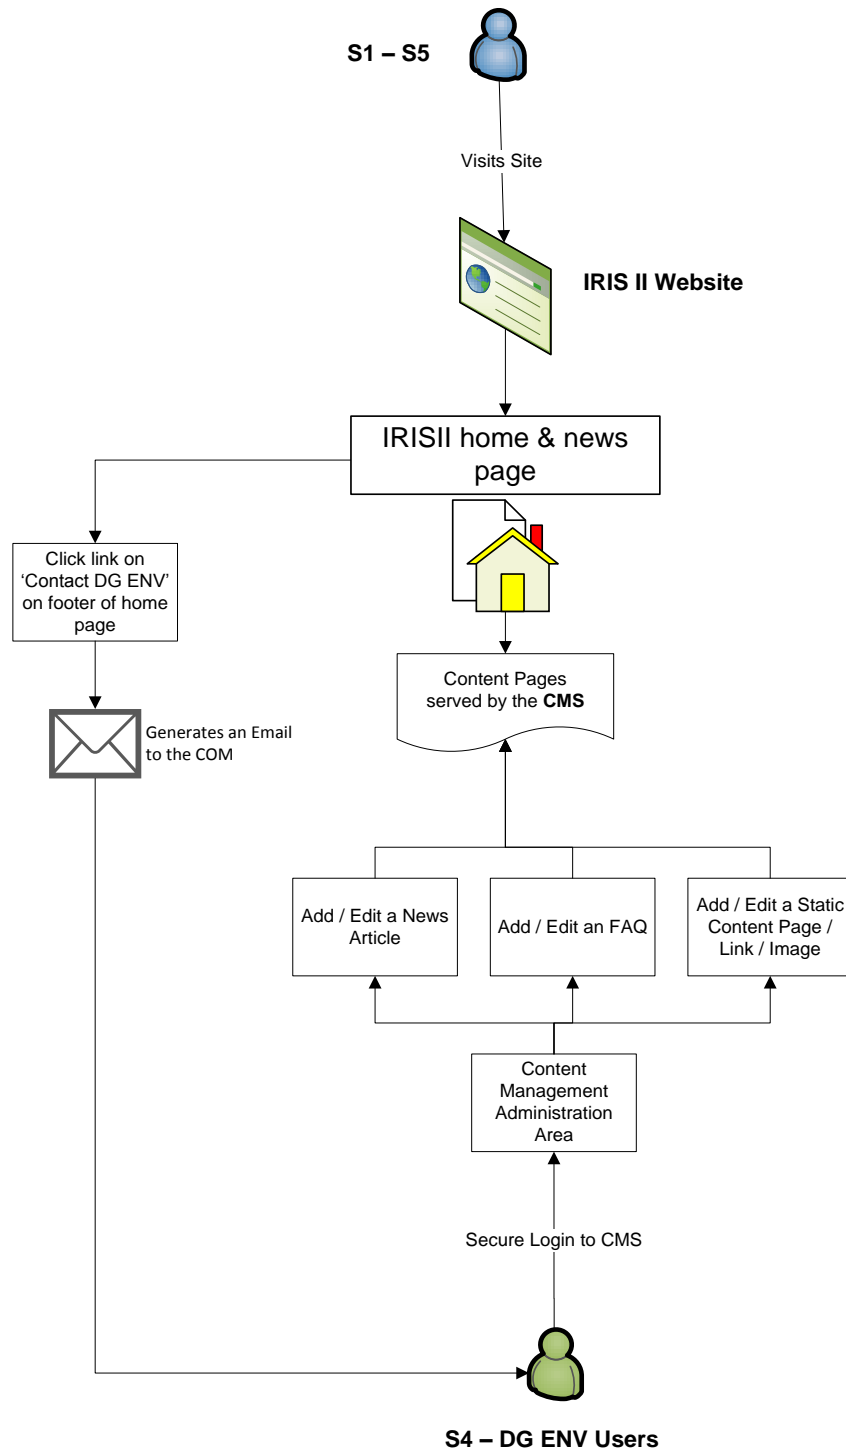 S1 – S5
Visits Site
IRIS II Website
IRISII home & news
page
Click link on
‘Contact DG ENV’
on footer of home
page
Content Pages
served by the CMS
Generates an Email
to the COM
Add / Edit a News
Article
Add / Edit an FAQ
Add / Edit a Static
Content Page /
Link / Image
Content
Management
Administration
Area
Secure Login to CMS
S4 – DG ENV Users